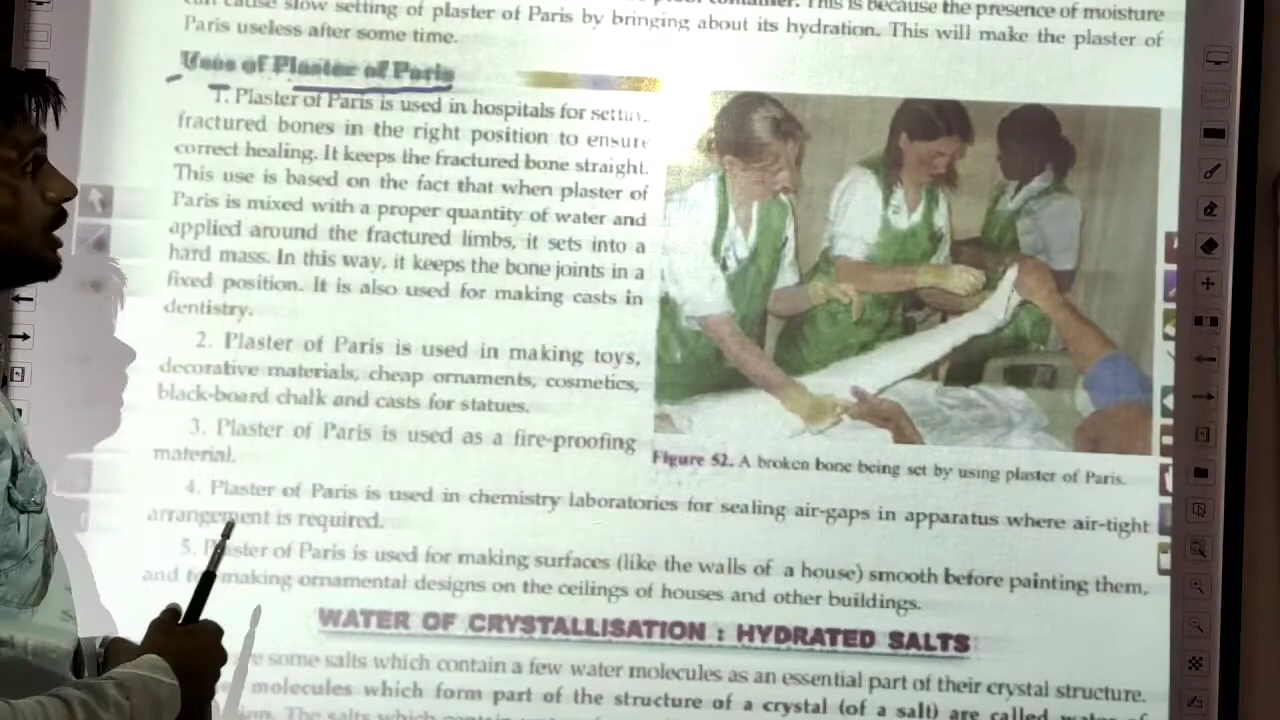 can cause slow setting of plaster of Paris by bringing about its hydration. This is because the presence of moisture
Paris useless after some time. This will make the plaster of
Uses of Plaster of Paris
1. Plaster of Paris is used in hospitals for
fractured bones in the right position to ensure
correct healing. It keeps the fractured bone straight.
This use is based on the fact that when plaster of
Paris is mixed with a proper quantity of water and
applied around the fractured limbs, it sets into a
hard mass. In this way, it keeps the bone joints in a
fixed position. It is also used for making casts in
dentistry.
2. Plaster of Paris is used in making toys,
decorative materials, cheap ornaments, cosmetics,
black-board chalk and casts for statues.
3. Plaster of Paris is used as a fire-proofing
material.
Figure 52. A broken bone being set by using plaster of Paris.
4. Plaster of Paris is used in chemistry laboratories for sealing air-gaps in apparatus where air-tight
arrangement is required.
5. Plaster of Paris is used for making surfaces (like the walls of a house) smooth before painting them,
and making ornamental designs on the ceilings of houses and other buildings.
WATER OF CRYSTALLISATION : HYDRATED SALTS
some salts which contain a few water molecules as an essential part of their crystal structure.
molecules which form part of the structure of a crystal (of a salt) are called water of
The salts which